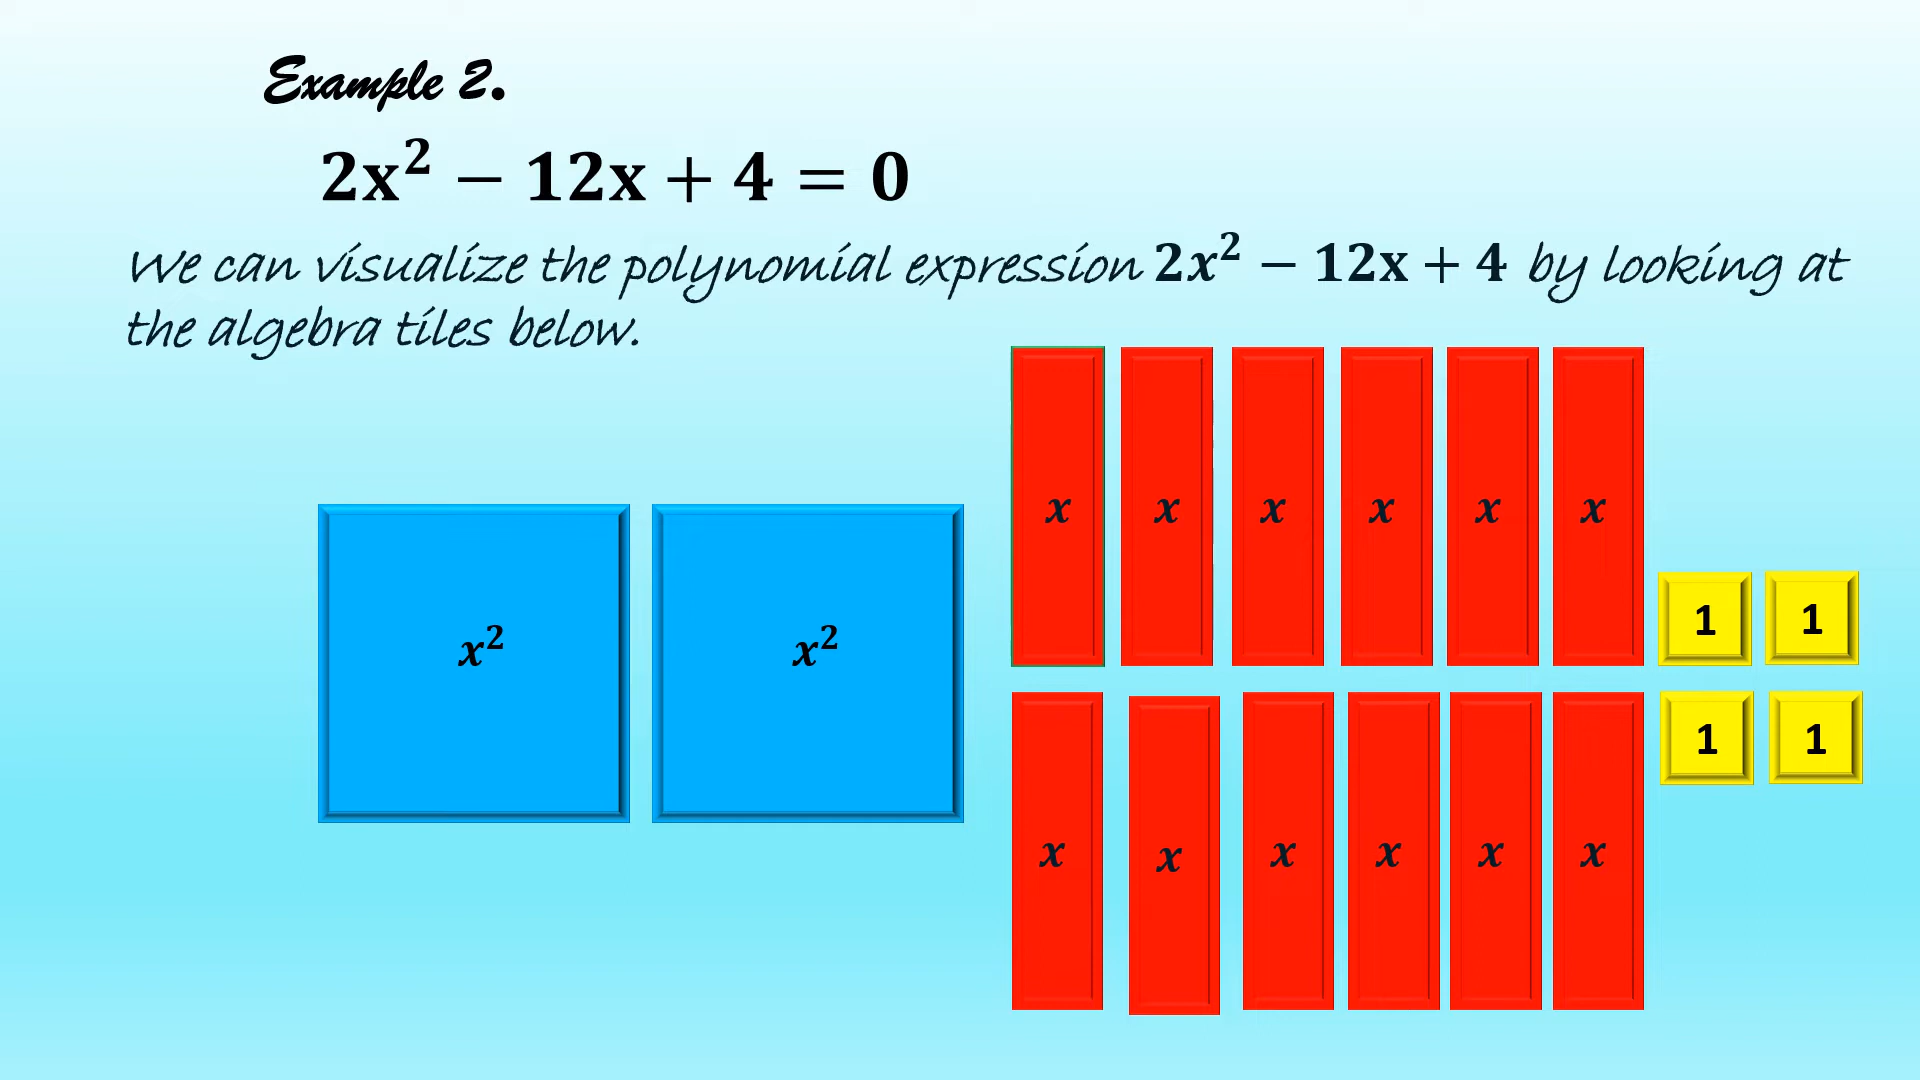 Example 2.
2x² − 12x + 4 = 0
We can visualize the polynomial expression 2x² − 12x + 4 by looking at
the algebra tiles below.
x x x x x x
x² x² 1 1
1 1
x x x x x x